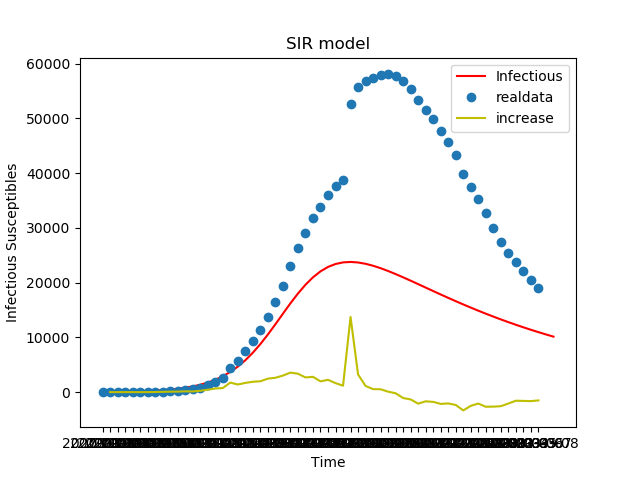 SIR model
Infectious
realdata
increase
60000
50000
40000
30000
20000
10000
0
Infectious Susceptibles
Time